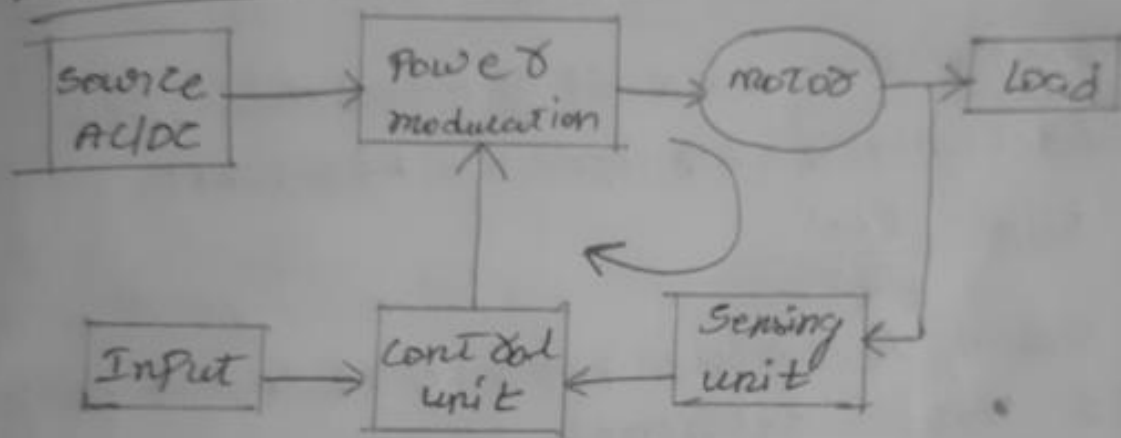 Source
AC/DC
Power
modulation
motor
Load
Input
control
unit
Sensing
unit